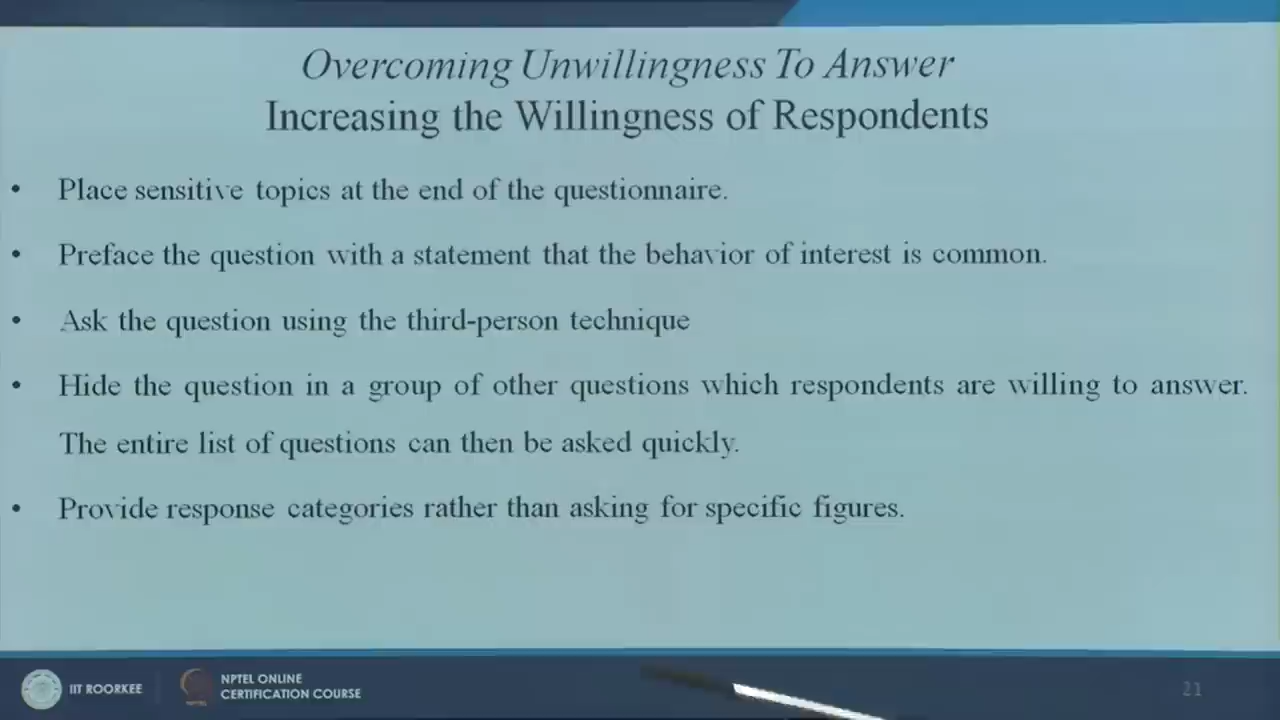 Overcoming Unwillingness To Answer
Increasing the Willingness of Respondents
• Place sensitive topics at the end of the questionnaire.
• Preface the question with a statement that the behavior of interest is common.
• Ask the question using the third-person technique
• Hide the question in a group of other questions which respondents are willing to answer.
The entire list of questions can then be asked quickly.
• Provide response categories rather than asking for specific figures.
IIT ROORKEE
NPTEL ONLINE
CERTIFICATION COURSE
21